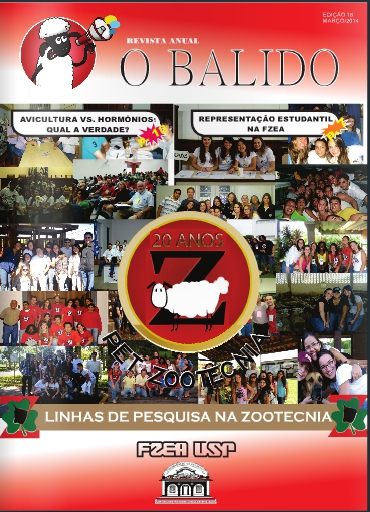 EDIÇÃO 18
MARÇO/2014
REVISTA ANUAL
O BALIDO
AVICULTURA VS. HORMÔNIOS:
QUAL A VERDADE?
REPRESENTAÇÃO ESTUDANTIL
NA FZEA
20 ANOS
Z
PET ZOOTECNIA
LINHAS DE PESQUISA NA ZOOTECNIA
FZEA USP